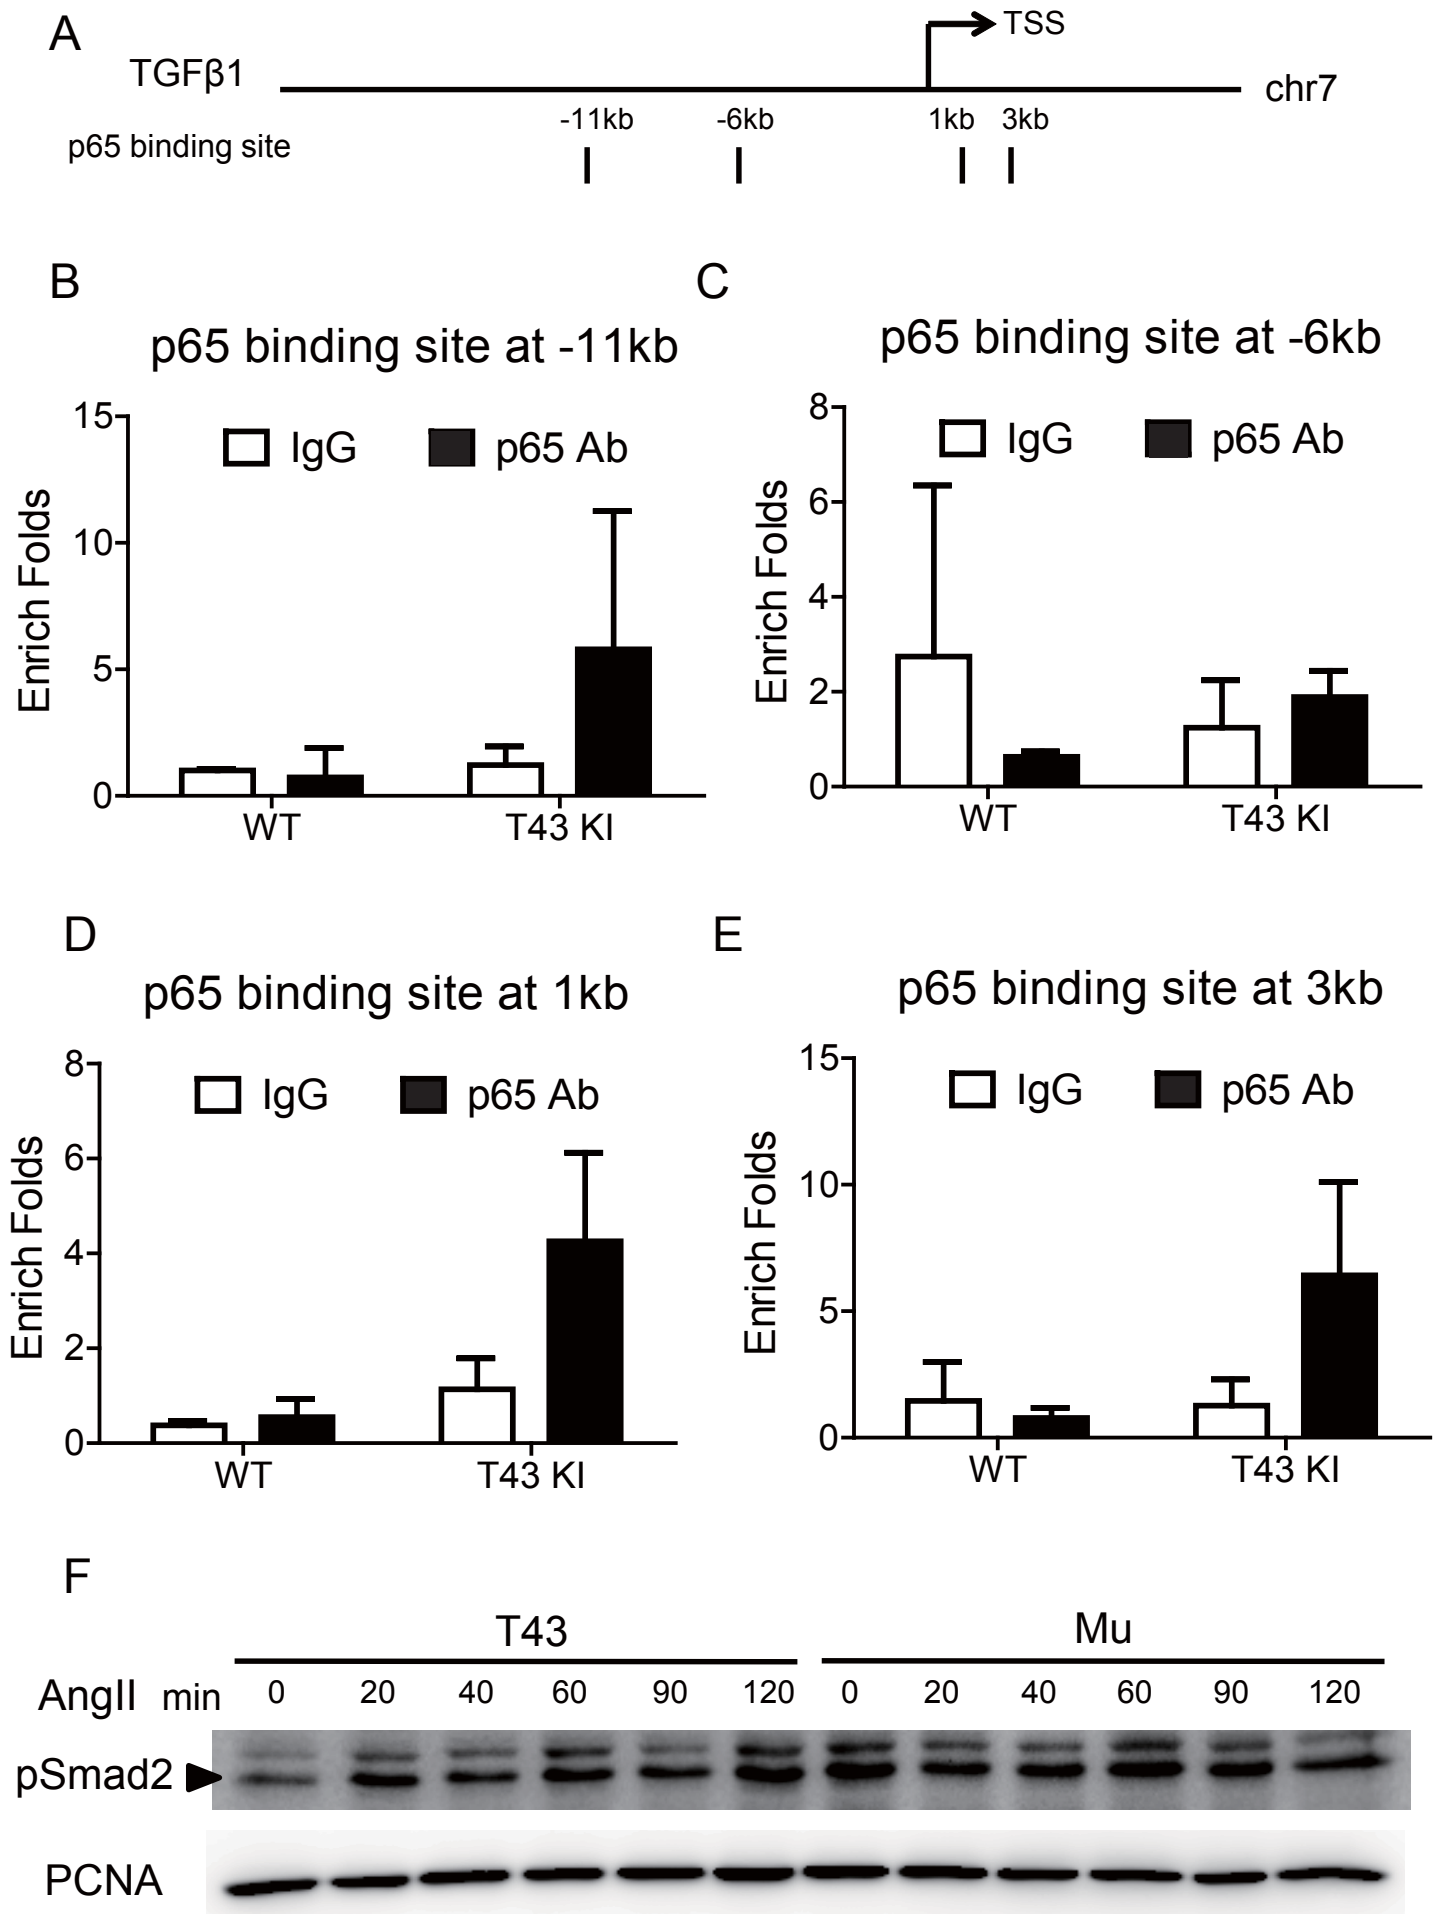 A
TSS
TGFβ1
chr7
-11kb -6kb 1kb 3kb
p65 binding site
B
p65 binding site at -11kb
IgG p65 Ab
Enrich Folds
15
10
5
0
WT T43 KI
C
p65 binding site at -6kb
IgG p65 Ab
Enrich Folds
8
6
4
2
0
WT T43 KI
D
p65 binding site at 1kb
IgG p65 Ab
Enrich Folds
8
6
4
2
0
WT T43 KI
E
p65 binding site at 3kb
IgG p65 Ab
Enrich Folds
15
10
5
0
WT T43 KI
F
T43 Mu
AngII min 0 20 40 60 90 120 0 20 40 60 90 120
pSmad2
PCNA